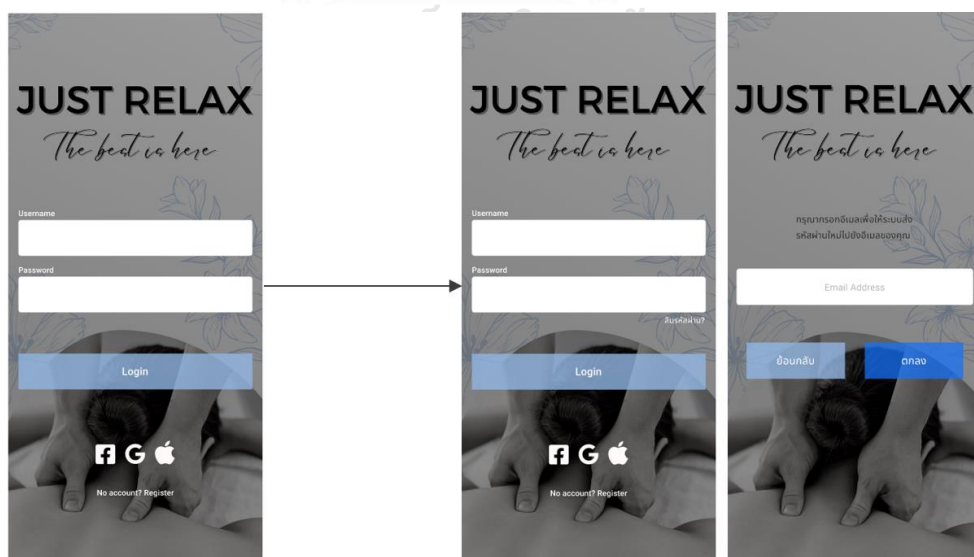 JUST RELAX
The best is here
Username
Password
Login
G
No account? Register
JUST RELAX
The best is here
Username
Password
ลืมรหัสผ่าน?
Login
G
No account? Register
JUST RELAX
The best is here
กรุณากรอกอีเมลเพื่อให้ระบบส่ง
รหัสผ่านใหม่ไปยังอีเมลของคุณ
Email Address
ย้อนกลับ
ตกลง